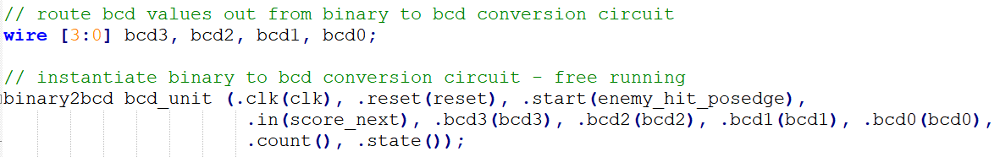 // route bcd values out from binary to bcd conversion circuit
wire [3:0] bcd3, bcd2, bcd1, bcd0;
// instantiate binary to bcd conversion circuit - free running
binary2bcd bcd_unit (.clk(clk), .reset(reset), .start(enemy_hit_posedge),
.in(score_next), .bcd3(bcd3), .bcd2(bcd2), .bcd1(bcd1), .bcd0(bcd0),
.count(), .state());